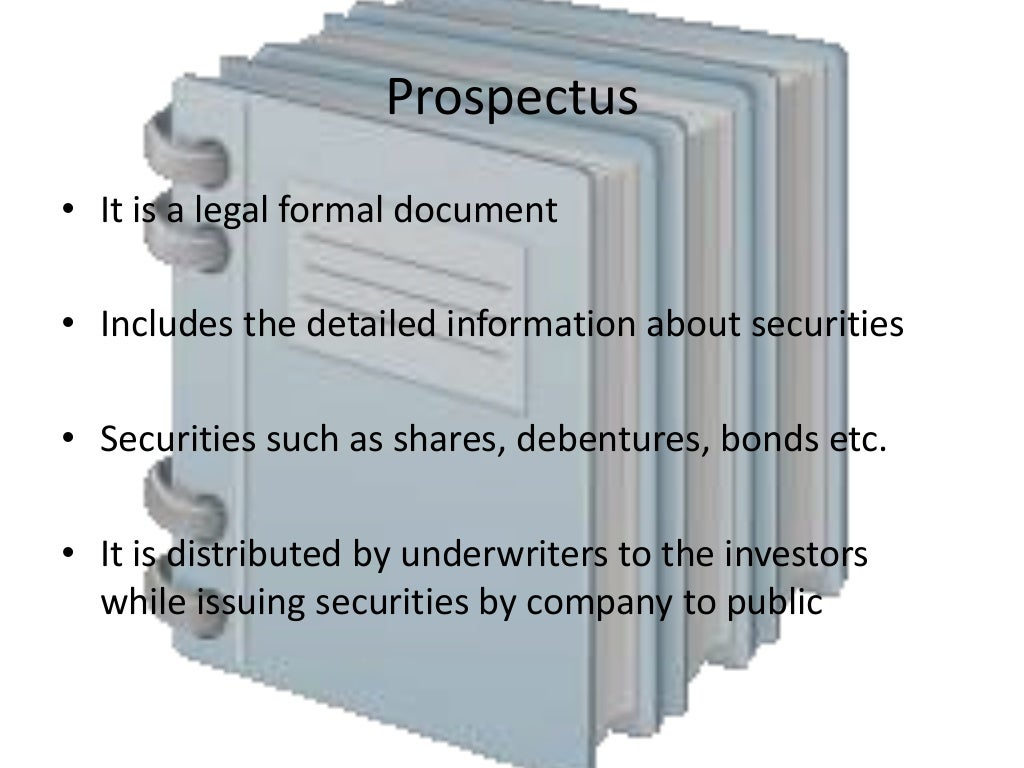 Prospectus
• It is a legal formal document
• Includes the detailed information about securities
• Securities such as shares, debentures, bonds etc.
• It is distributed by underwriters to the investors
while issuing securities by company to public